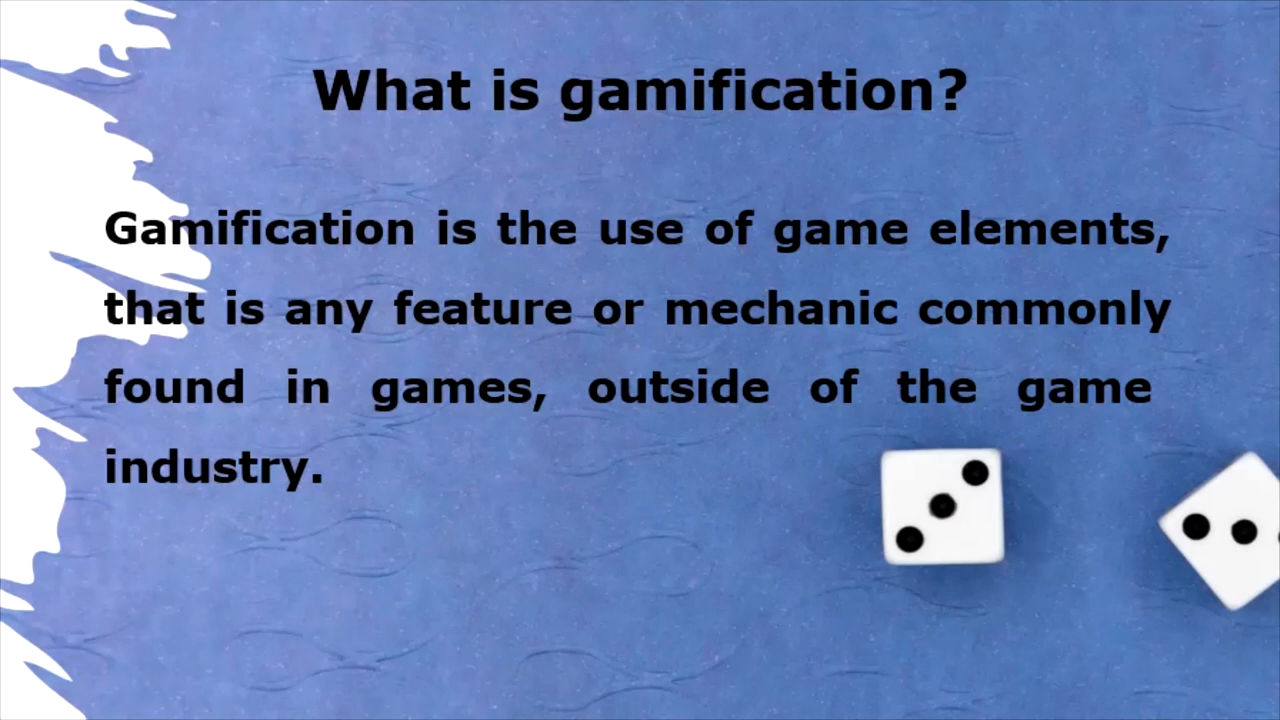 What is gamification?
Gamification is the use of game elements,
that is any feature or mechanic commonly
found in games, outside of the game
industry.